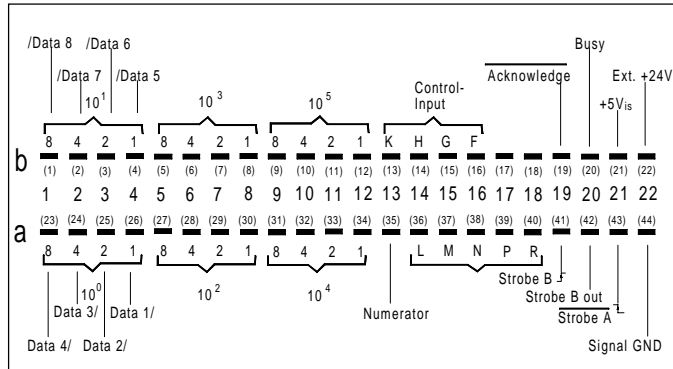 /Data 8 /Data 6 Busy
/Data 7 /Data 5 Acknowledge Ext. +24V
10¹ 10³ 10⁵ Control-Input +5Vis
8 4 2 1 8 4 2 1 8 4 2 1 K H G F
b
(1) (2) (3) (4) (5) (6) (7) (8) (9) (10) (11) (12) (13) (14) (15) (16) (17) (18) (19) (20) (21) (22)
1 2 3 4 5 6 7 8 9 10 11 12 13 14 15 16 17 18 19 20 21 22
a
(23) (24) (25) (26) (27) (28) (29) (30) (31) (32) (33) (34) (35) (36) (37) (38) (39) (40) (41) (42) (43) (44)
8 4 2 1 8 4 2 1 8 4 2 1 L M N P R
10⁰ 10² 10⁴ Strobe B
Data 3/ Data 1/ Numerator Strobe B out
Strobe A
Data 4/ Data 2/ Signal GND